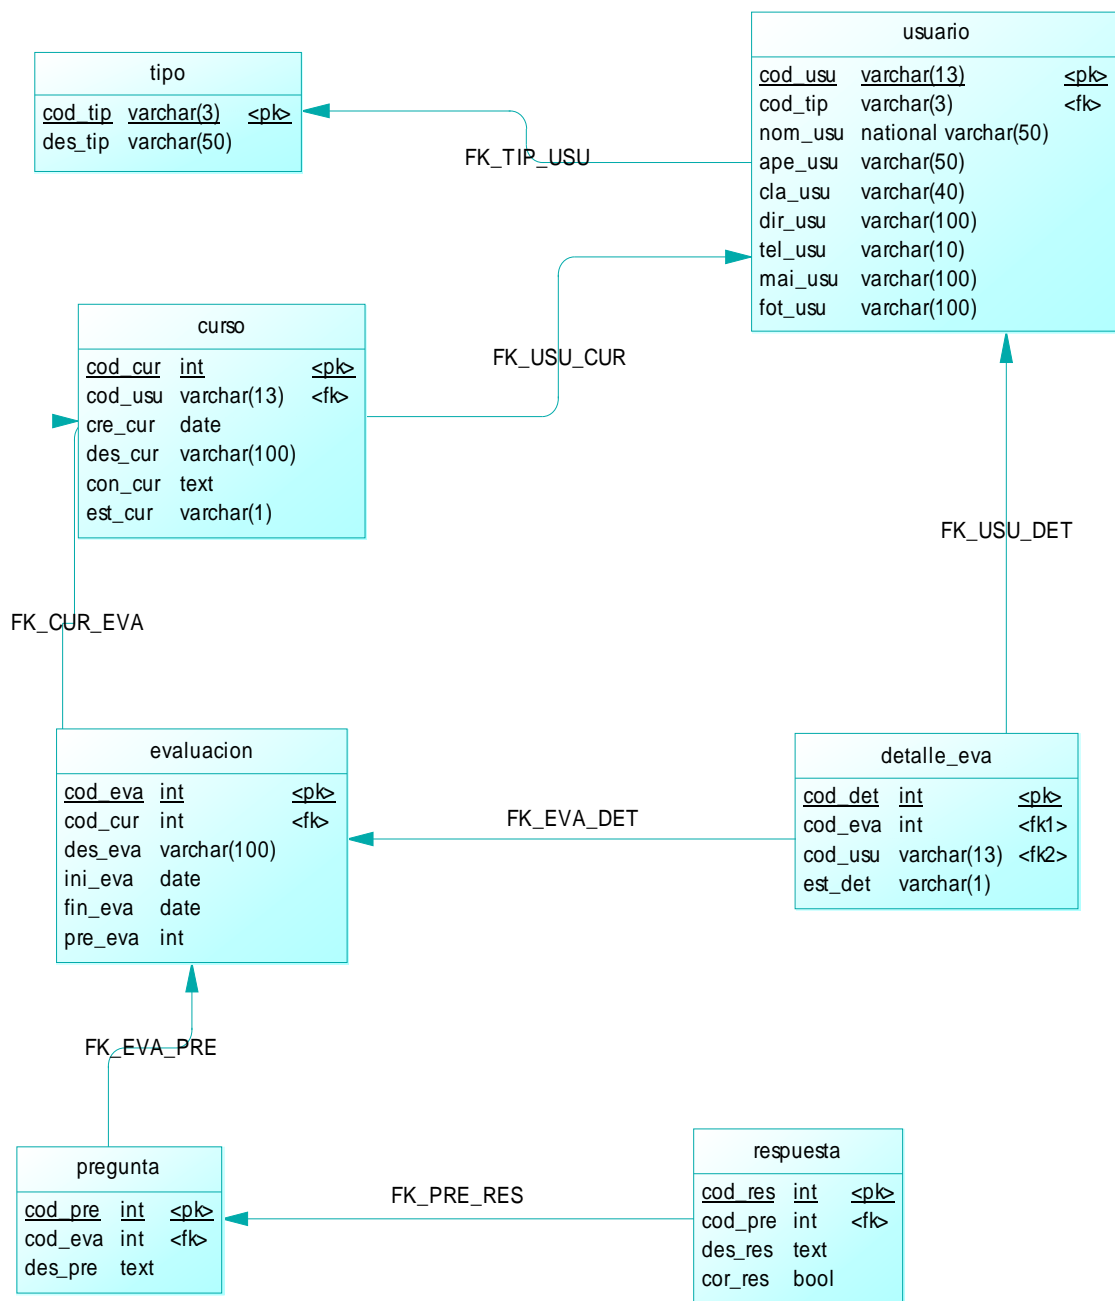 usuario
cod_usu varchar(13) <pk>
cod_tip varchar(3) <fk>
nom_usu national varchar(50)
ape_usu varchar(50)
cla_usu varchar(40)
dir_usu varchar(100)
tel_usu varchar(10)
mai_usu varchar(100)
fot_usu varchar(100)
tipo
cod_tip varchar(3) <pk>
des_tip varchar(50)
FK_TIP_USU
curso
cod_cur int <pk>
cod_usu varchar(13) <fk>
cre_cur date
des_cur varchar(100)
con_cur text
est_cur varchar(1)
FK_USU_CUR
FK_USU_DET
FK_CUR_EVA
evaluacion
cod_eva int <pk>
cod_cur int <fk>
des_eva varchar(100)
ini_eva date
fin_eva date
pre_eva int
FK_EVA_DET
detalle_eva
cod_det int <pk>
cod_eva int <fk1>
cod_usu varchar(13) <fk2>
est_det varchar(1)
FK_EVA_PRE
pregunta
cod_pre int <pk>
cod_eva int <fk>
des_pre text
FK_PRE_RES
respuesta
cod_res int <pk>
cod_pre int <fk>
des_res text
cor_res bool